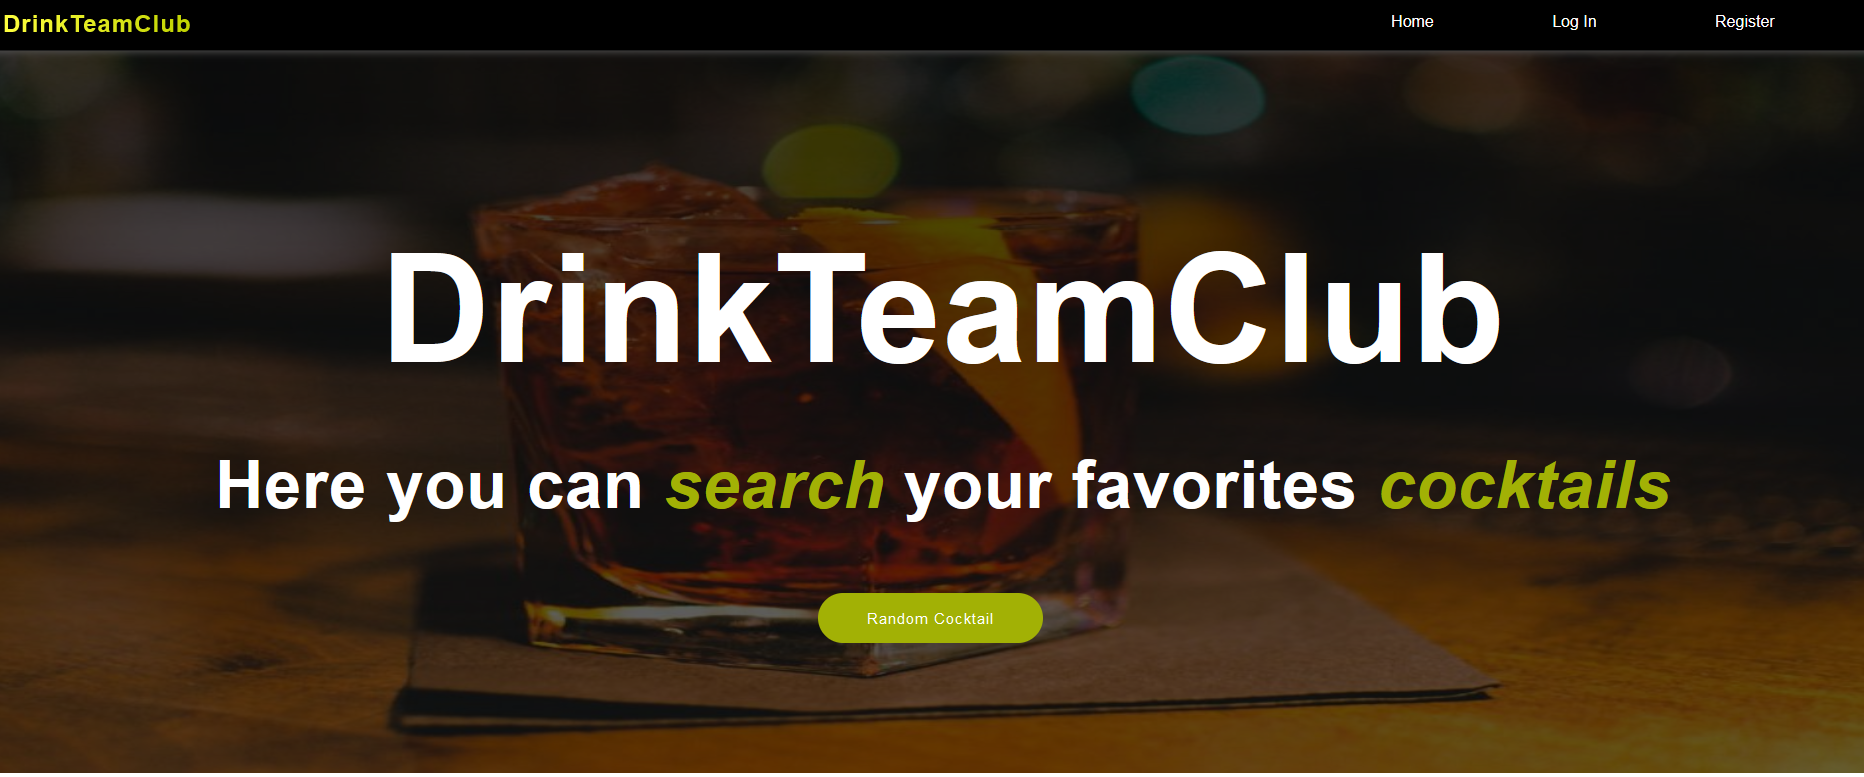 DrinkTeamClub
Home
Log In
Register
DrinkTeamClub
Here you can search your favorites cocktails
Random Cocktail